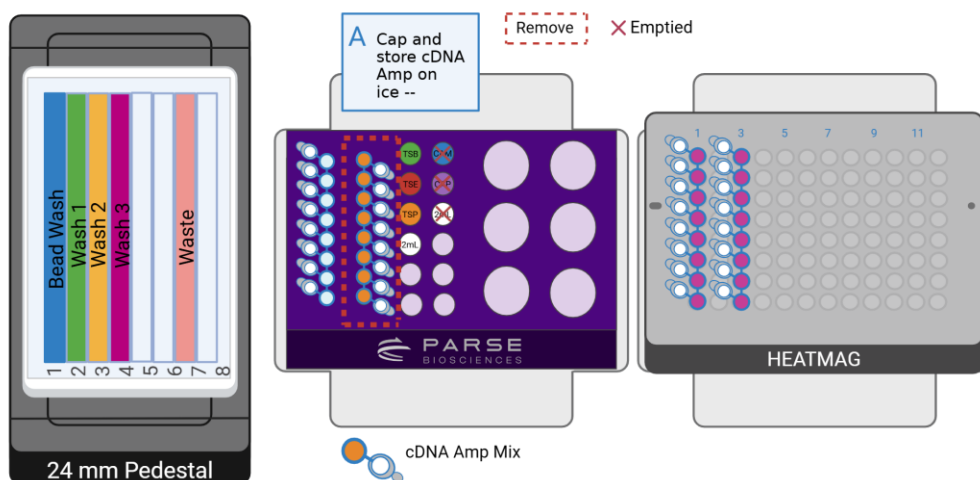 A
Cap and
store cDNA
Amp on
ice --
Remove
Emptied
Bead Wash
Wash 1
Wash 2
Wash 3
Waste
1
2
3
4
5
6
7
8
24 mm Pedestal
TSB
TSE
TSP
2mL
2mL
PARSE
BIOSCIENCES
1 3 5 7 9 11
HEATMAG
cDNA Amp Mix